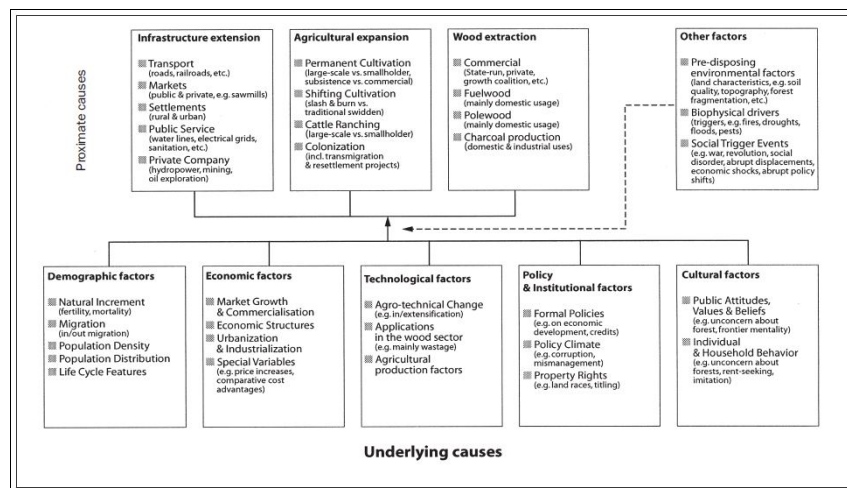 Proximate causes
Infrastructure extension
Transport
(roads, railroads, etc.)
Markets
(public & private, e.g. sawmills)
Settlements
(rural & urban)
Public Service
(water lines, electrical grids,
sanitation, etc.)
Private Company
(hydropower, mining,
oil exploration)
Agricultural expansion
Permanent Cultivation
(large-scale vs. smallholder,
subsistence vs. commercial)
Shifting Cultivation
(slash & burn vs.
traditional swidden)
Cattle Ranching
(large-scale vs. smallholder)
Colonization
(incl. transmigration
& resettlement projects)
Wood extraction
Commercial
(State-run, private,
growth coalition, etc.)
Fuelwood
(mainly domestic usage)
Polewood
(mainly domestic usage)
Charcoal production
(domestic & industrial uses)
Other factors
Pre-disposing
environmental factors
(land characteristics, e.g. soil
quality, topography, forest
fragmentation, etc.)
Biophysical drivers
(triggers, e.g. fires, droughts,
floods, pests)
Social Trigger Events
(e.g. war, revolution, social
disorder, abrupt displacements,
economic shocks, abrupt policy
shifts)
Demographic factors
Natural Increment
(fertility, mortality)
Migration
(in/out migration)
Population Density
Population Distribution
Life Cycle Features
Economic factors
Market Growth
& Commercialisation
Economic Structures
Urbanization
& Industrialization
Special Variables
(e.g. price increases,
comparative cost
advantages)
Technological factors
Agro-technical Change
(e.g. in/extensification)
Applications
in the wood sector
(e.g. mainly wastage)
Agricultural
production factors
Policy
& Institutional factors
Formal Policies
(e.g. on economic
development, credits)
Policy Climate
(e.g. corruption,
mismanagement)
Property Rights
(e.g. land races, titling)
Cultural factors
Public Attitudes,
Values & Beliefs
(e.g. unconcern about
forest, frontier mentality)
Individual
& Household Behavior
(e.g. unconcern about
forests, rent-seeking,
imitation)
Underlying causes